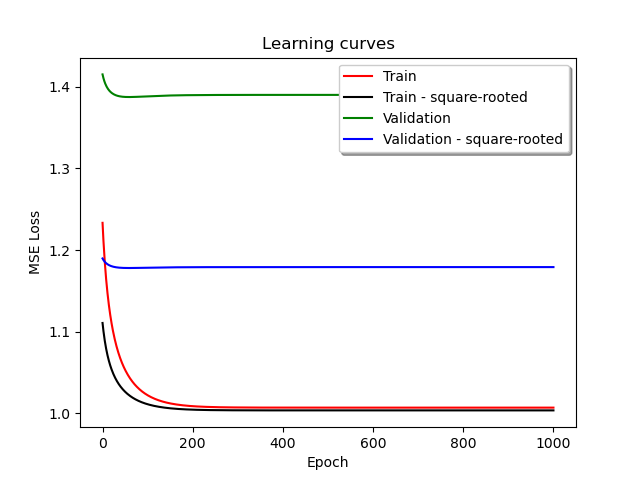 Learning curves
Train
Train - square-rooted
Validation
Validation - square-rooted
MSE Loss
1.4
1.3
1.2
1.1
1.0
0 200 400 600 800 1000
Epoch